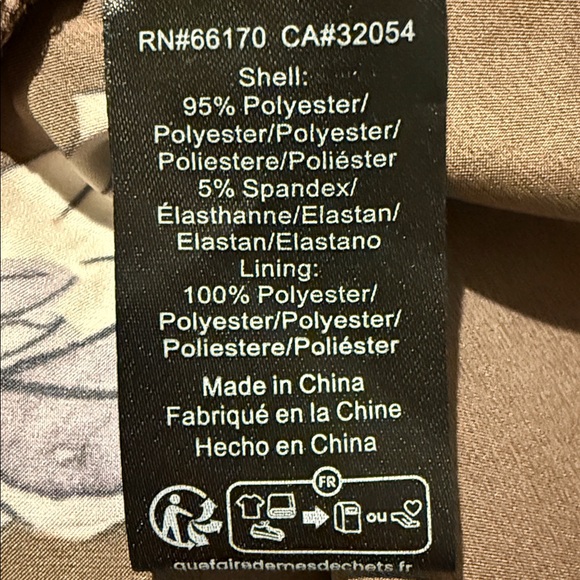 RN#66170 CA#32054
Shell:
95% Polyester/
Polyester/Polyester/
Poliestere/Poliéster
5% Spandex/
Élasthanne/Elastan/
Elastan/Elastano
Lining:
100% Polyester/
Polyester/Polyester/
Poliestere/Poliéster
Made in China
Fabriqué en la Chine
Hecho en China
FR
ou
quefairedemesdechets.fr